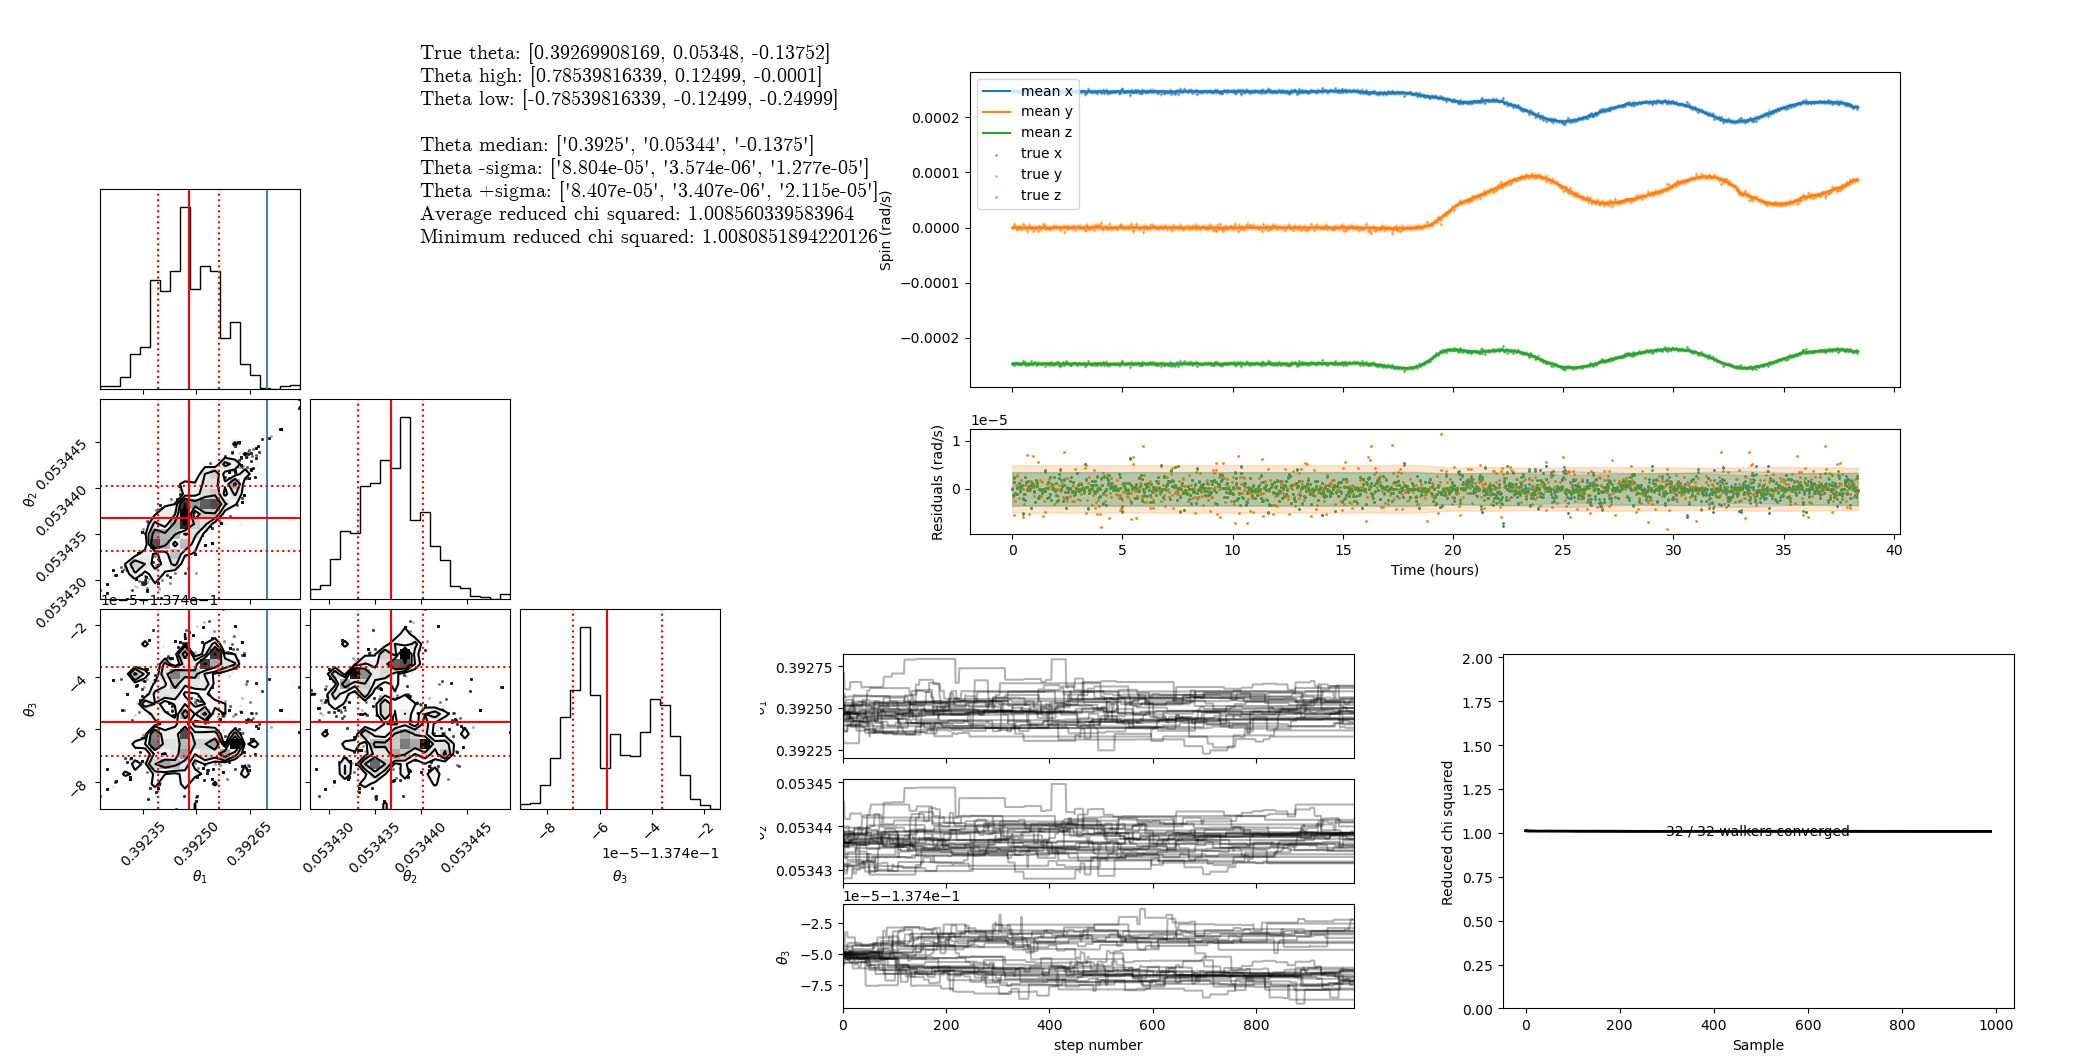 True theta: [0.39269908169, 0.05348, -0.13752]
Theta high: [0.78539816339, 0.12499, -0.0001]
Theta low: [-0.78539816339, -0.12499, -0.24999]
Theta median: ['0.3925', '0.05344', '-0.1375']
Theta -sigma: ['8.804e-05', '3.574e-06', '1.277e-05']
Theta +sigma: ['8.407e-05', '3.407e-06', '2.115e-05']
Average reduced chi squared: 1.008560339583964
Minimum reduced chi squared: 1.0080851894220126
mean x
mean y
mean z
true x
true y
true z
Spin (rad/s)
0.0002
0.0001
0.0000
−0.0001
−0.0002
1e−5
Residuals (rad/s)
1
0
0 5 10 15 20 25 30 35 40
Time (hours)
θ2
0.053445
0.053440
0.053435
0.053430
1e−5−1.374e−1
θ3
−2
−4
−6
−8
0.39235 0.39250 0.39265
θ1
0.053430 0.053435 0.053440 0.053445
θ2
−8 −6 −4 −2
1e−5−1.374e−1
θ3
0.39275
0.39250
0.39225
0.05345
0.05344
0.05343
1e−5−1.374e−1
θ3
−2.5
−5.0
−7.5
0 200 400 600 800
step number
Reduced chi squared
2.00
1.75
1.50
1.25
1.00
0.75
0.50
0.25
0.00
32 / 32 walkers converged
0 200 400 600 800 1000
Sample